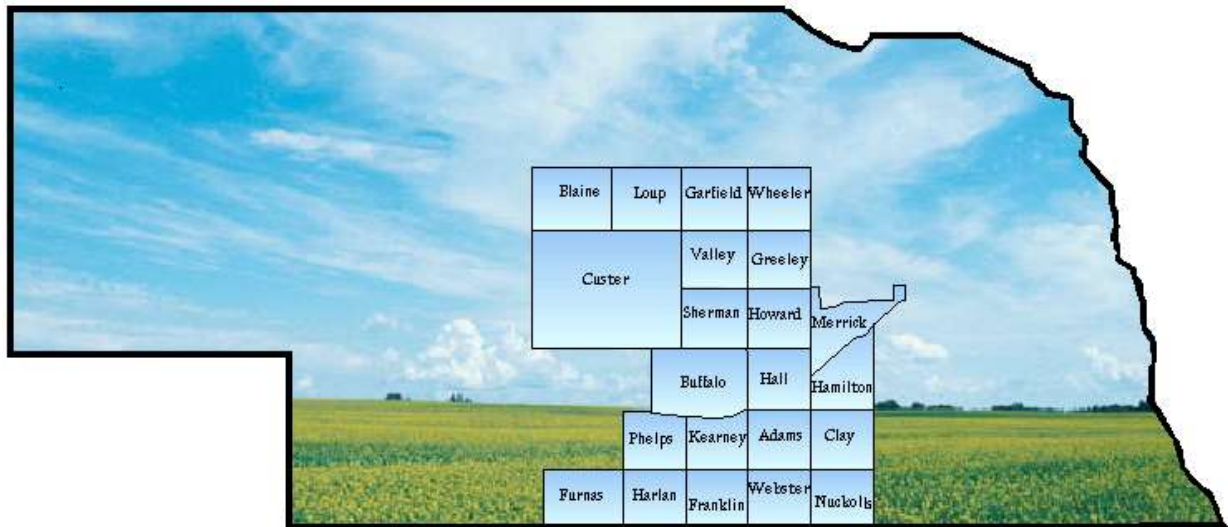 Blaine
Loup
Garfield
Wheeler
Custer
Valley
Greeley
Sherman
Howard
Merrick
Buffalo
Hall
Hamilton
Phelps
Kearney
Adams
Clay
Furnas
Harlan
Franklin
Webster
Nuckolls